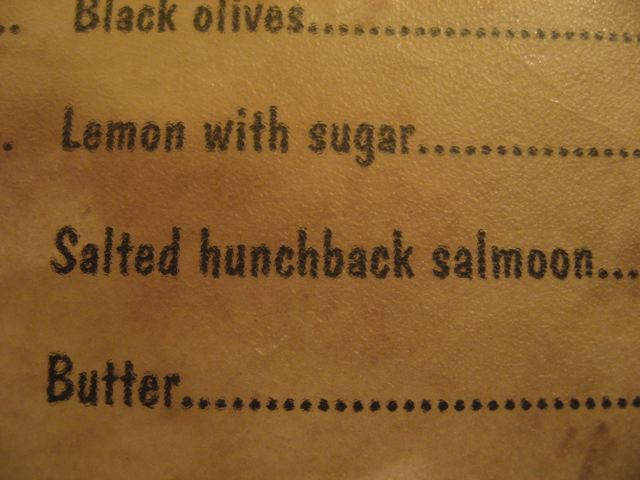 .. Black olives..........................
. Lemon with sugar...................
Salted hunchback salmoon...
Butter.................................